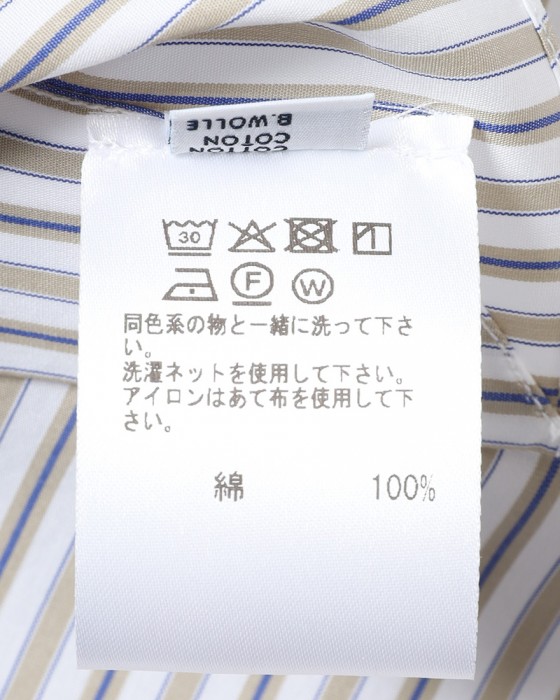 B.WOLLE
COTON
COTTON
30
F W
同色系の物と一緒に洗って下さ
い。
洗濯ネットを使用して下さい。
アイロンはあて布を使用して下
さい。
綿 100%